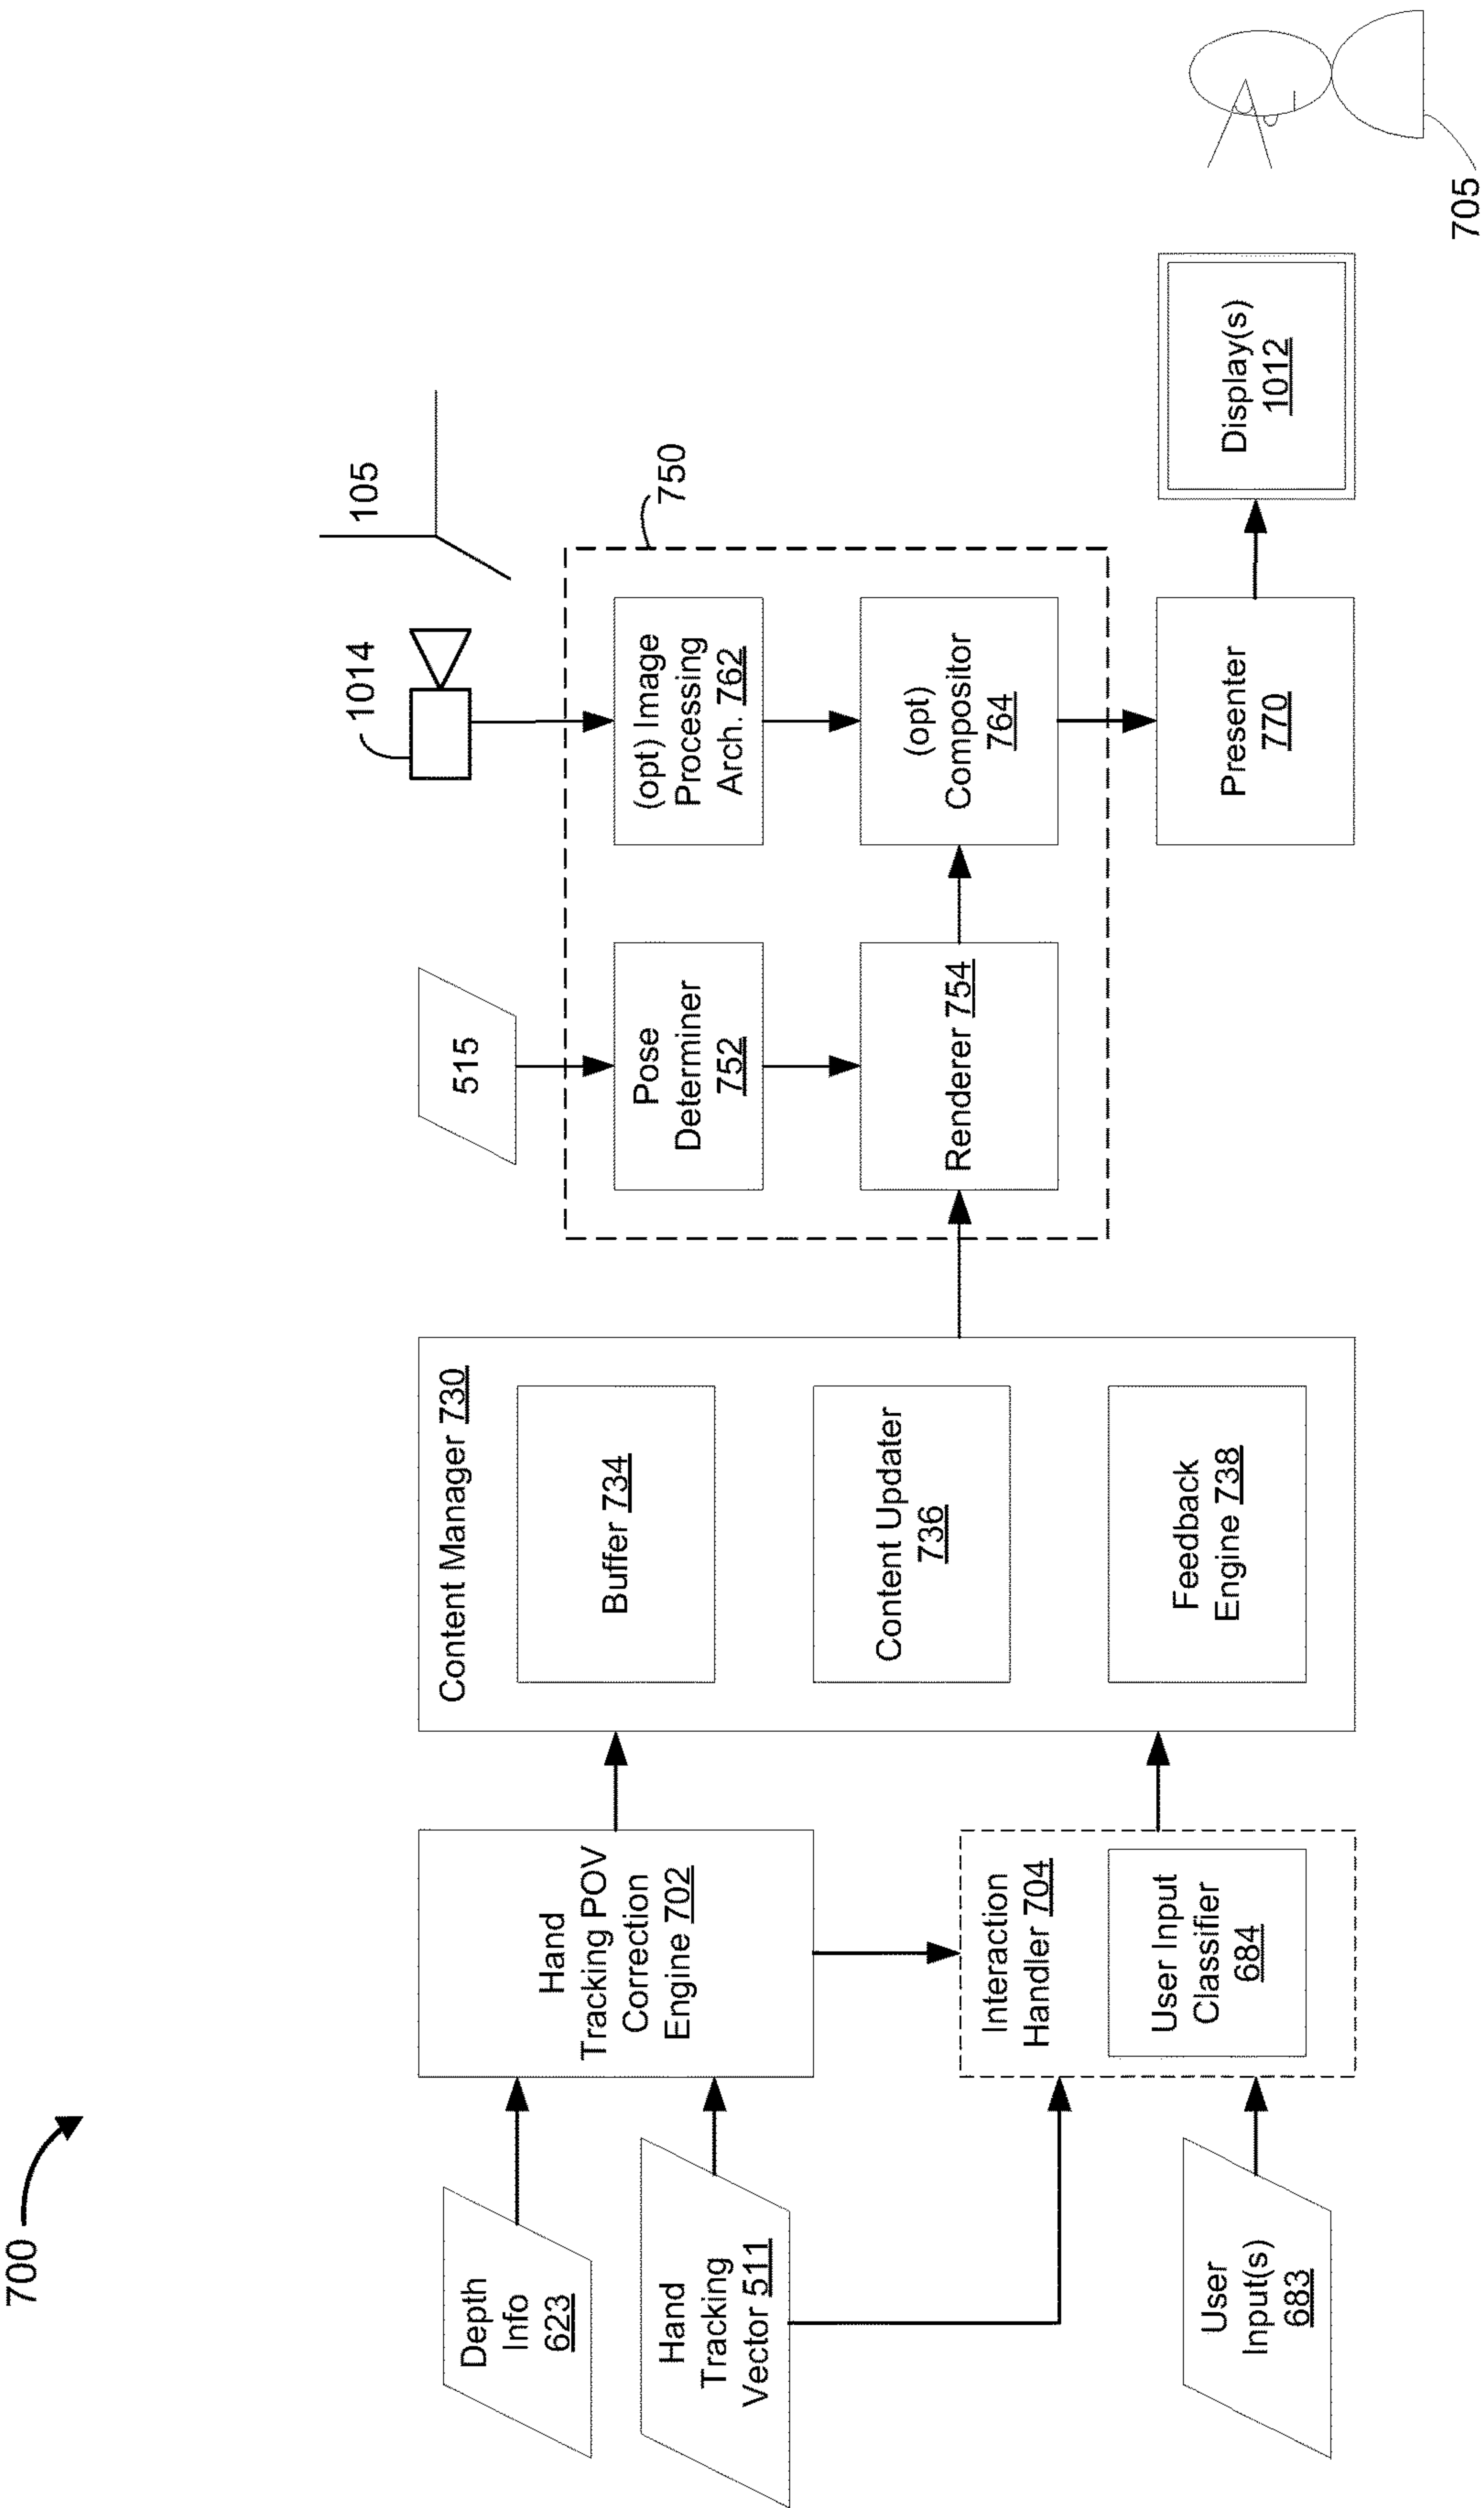 700
Depth
Info
623
Hand
Tracking
Vector 511
User
Input(s)
683
Hand
Tracking POV
Correction
Engine 702
Interaction
Handler 704
User Input
Classifier
684
Content Manager 730
Buffer 734
Content Updater
736
Feedback
Engine 738
515
Pose
Determiner
752
Renderer 754
1014
105
750
(opt) Image
Processing
Arch. 762
(opt)
Compositor
764
Presenter
770
Display(s)
1012
705